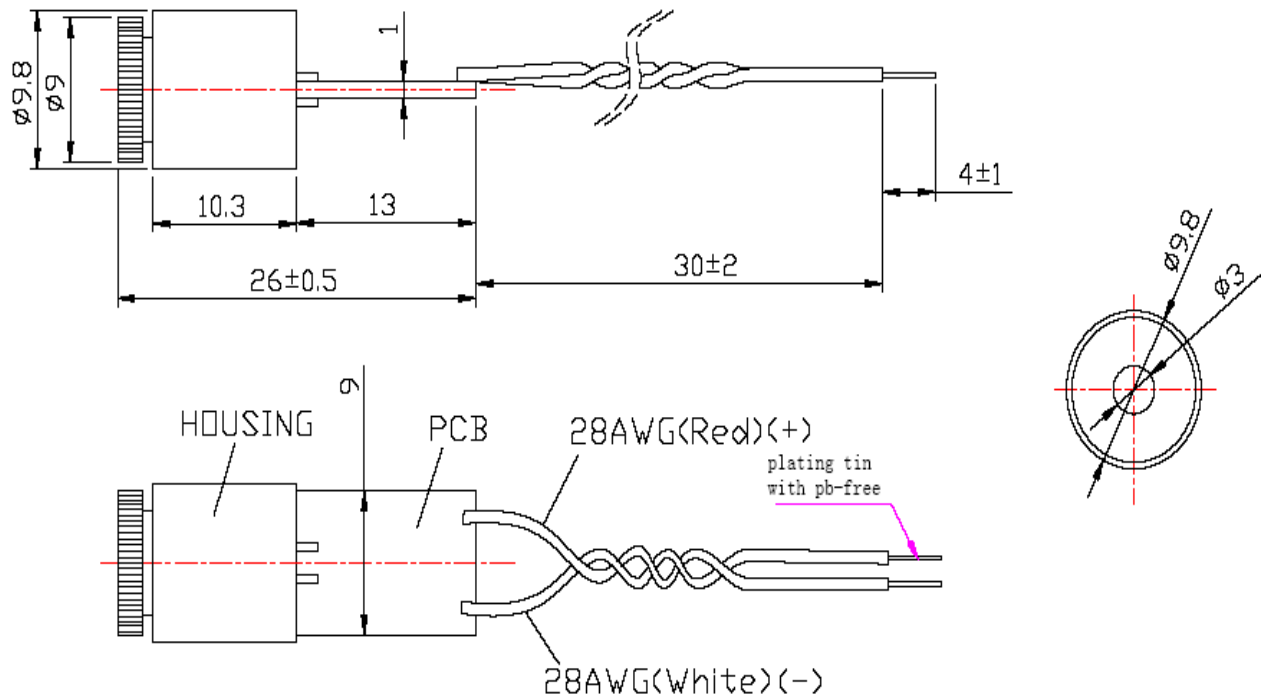 1
ø9.8
ø9
4±1
10.3
13
ø9.8
26±0.5
30±2
ø3
9
HOUSING
PCB
28AWG(Red)(+)
plating tin
with pb-free
28AWG(White)(-)